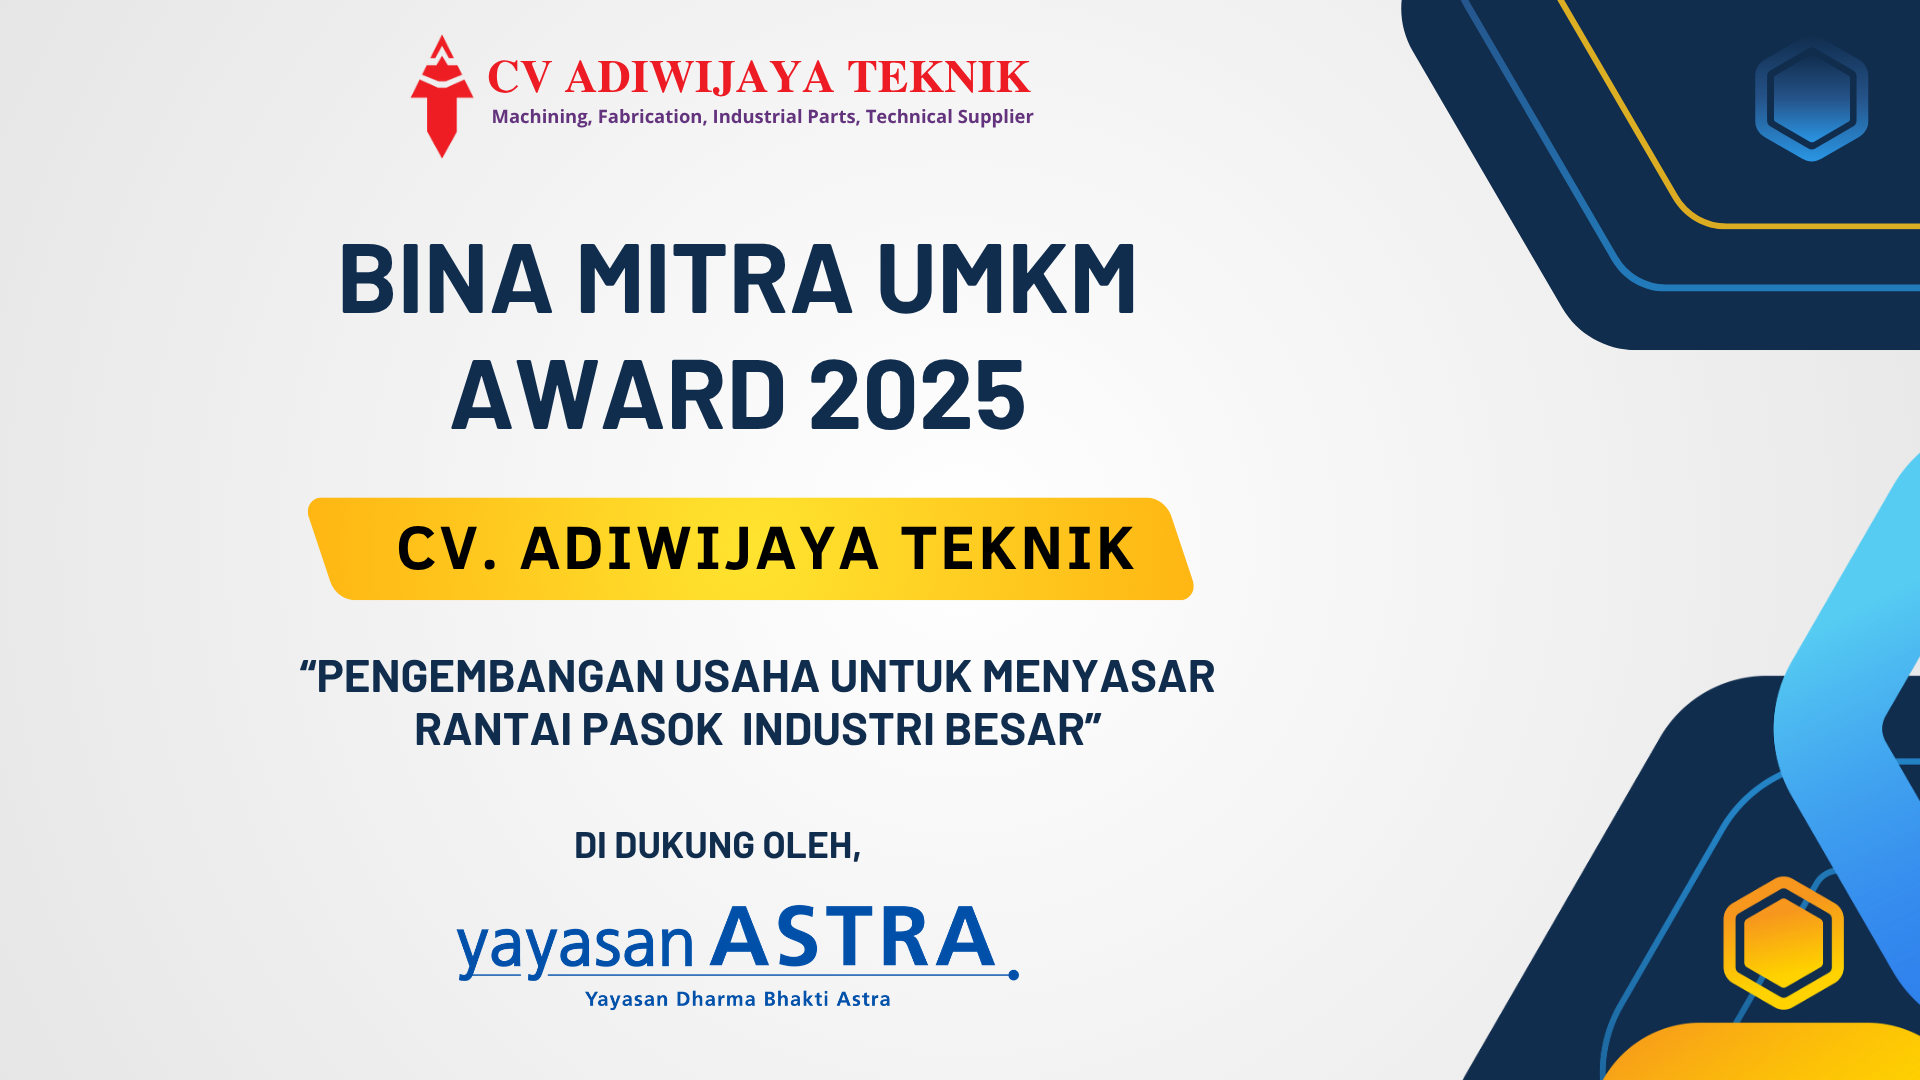 CV ADIWIJAYA TEKNIK
Machining, Fabrication, Industrial Parts, Technical Supplier
BINA MITRA UMKM
AWARD 2025
CV. ADIWIJAYA TEKNIK
“PENGEMBANGAN USAHA UNTUK MENYASAR
RANTAI PASOK  INDUSTRI BESAR”
DI DUKUNG OLEH,
yayasan ASTRA
Yayasan Dharma Bhakti Astra